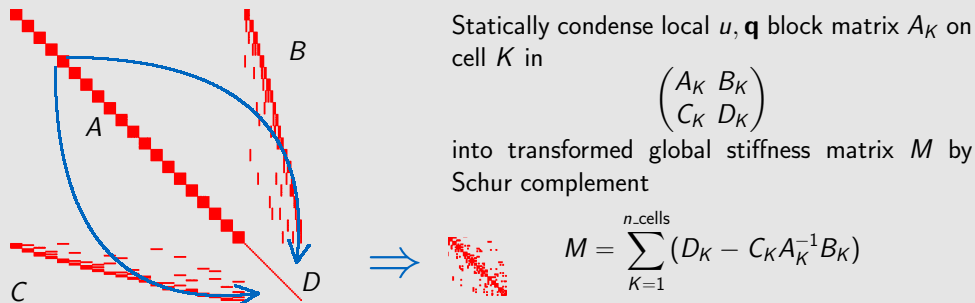 B
A
D
C
⇒
Statically condense local u, q block matrix A_K on
cell K in
( A_K B_K )
( C_K D_K )
into transformed global stiffness matrix M by
Schur complement
M = ∑_{K=1}^{n_cells} (D_K − C_K A_K^{−1} B_K)